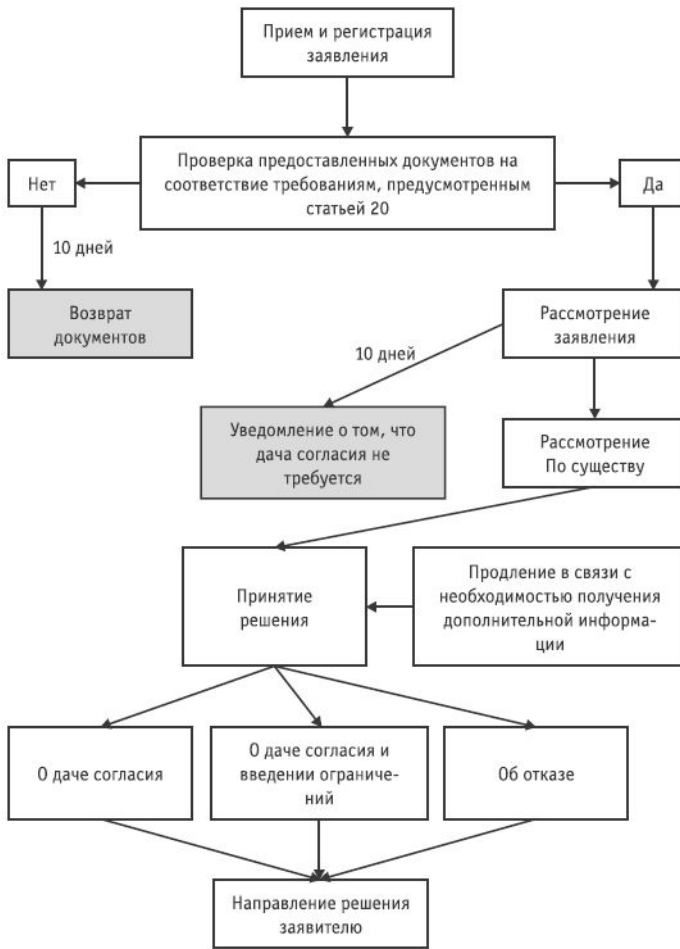 Прием и регистрация
заявления
Проверка предоставленных документов на
соответствие требованиям, предусмотренным
статьей 20
Нет
Да
10 дней
Возврат
документов
Рассмотрение
заявления
10 дней
Уведомление о том, что
дача согласия не
требуется
Рассмотрение
По существу
Принятие
решения
Продление в связи с
необходимостью получения
дополнительной информа-
ции
О даче согласия
О даче согласия и
введении ограниче-
ний
Об отказе
Направление решения
заявителю